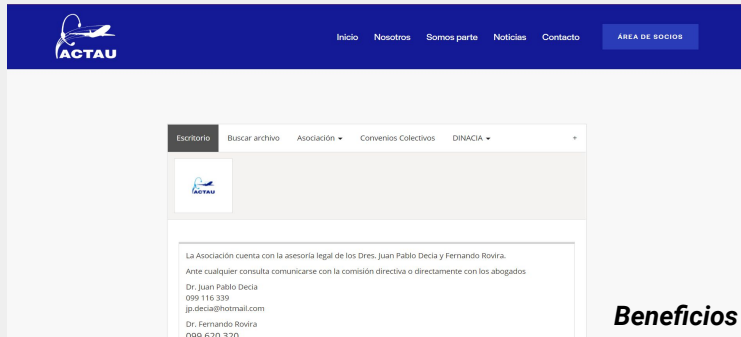 ACTAU
Inicio Nosotros Somos parte Noticias Contacto ÁREA DE SOCIOS
Escritorio Buscar archivo Asociación Convenios Colectivos DINACIA +
ACTAU
La Asociación cuenta con la asesoría legal de los Dres. Juan Pablo Decia y Fernando Rovira.
Ante cualquier consulta comunicarse con la comisión directiva o directamente con los abogados
Dr. Juan Pablo Decia
099 116 339
jp.decia@hotmail.com
Dr. Fernando Rovira
099 620 320
Beneficios